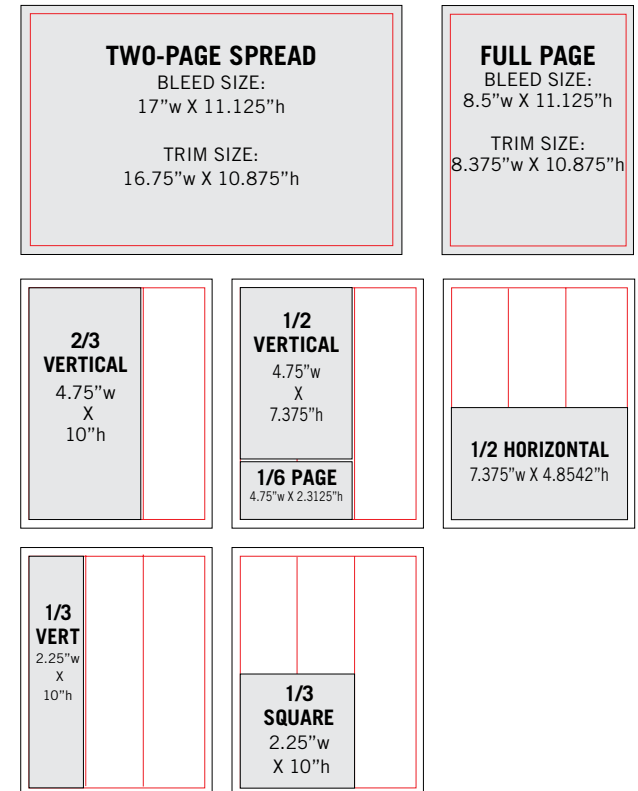 TWO-PAGE SPREAD
BLEED SIZE:
17”w X 11.125”h
TRIM SIZE:
16.75”w X 10.875”h
FULL PAGE
BLEED SIZE:
8.5”w X 11.125”h
TRIM SIZE:
8.375”w X 10.875”h
2/3
VERTICAL
4.75”w
X
10”h
1/2
VERTICAL
4.75”w
X
7.375”h
1/6 PAGE
4.75”w X 2.3125”h
1/2 HORIZONTAL
7.375”w X 4.8542”h
1/3
VERT
2.25”w
X
10”h
1/3
SQUARE
2.25”w
X 10”h